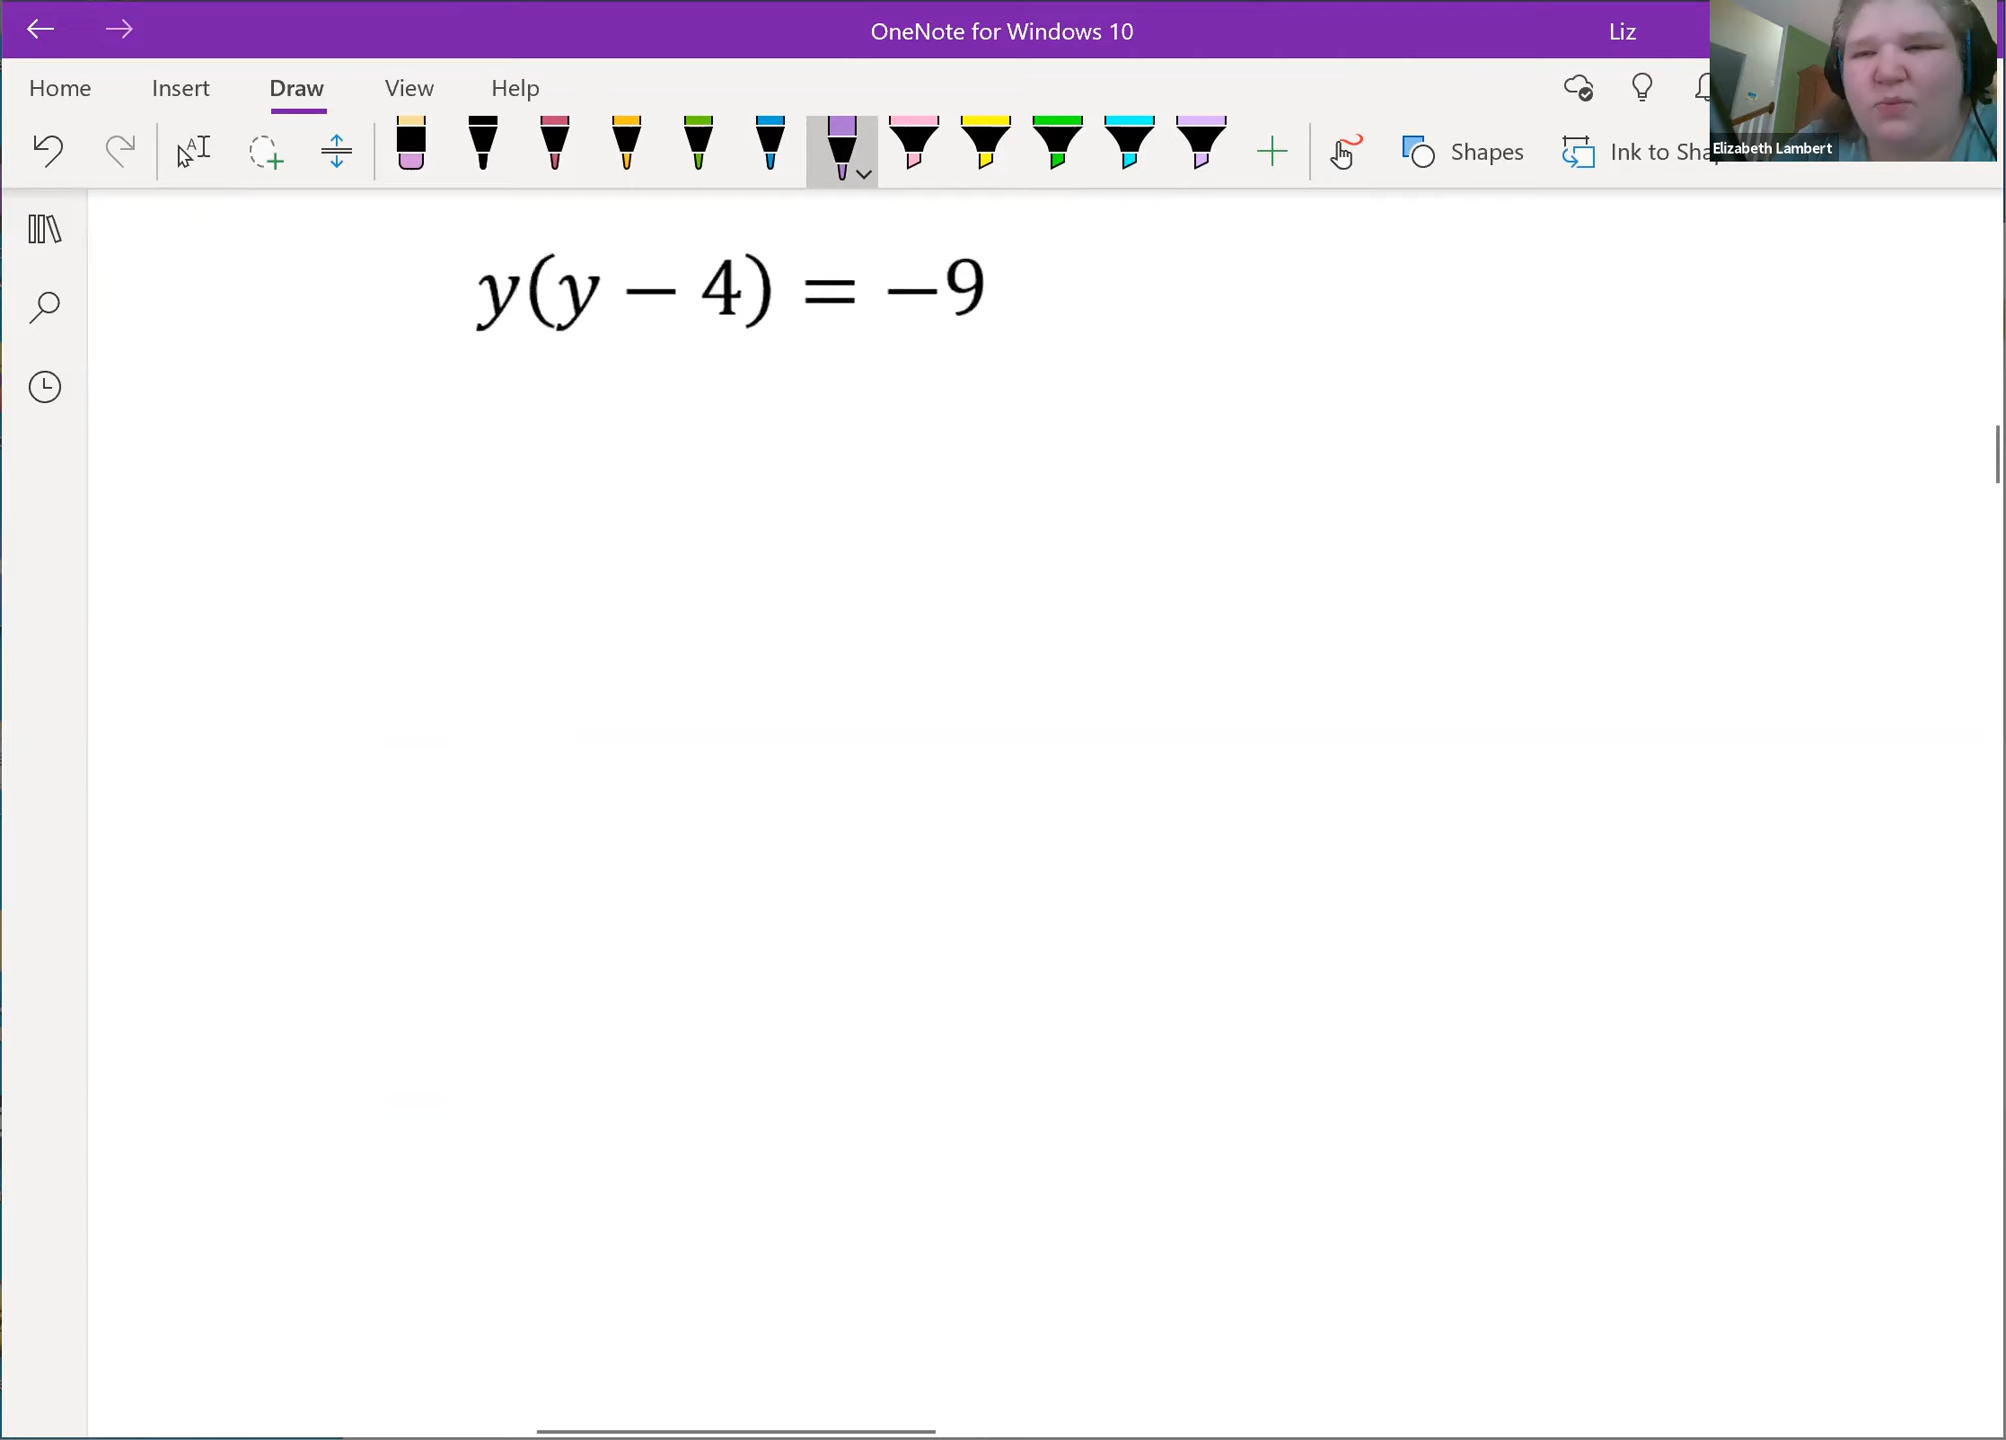 OneNote for Windows 10
Liz
Home Insert Draw View Help
Shapes
Ink to Sha
Elizabeth Lambert
y(y − 4) = −9